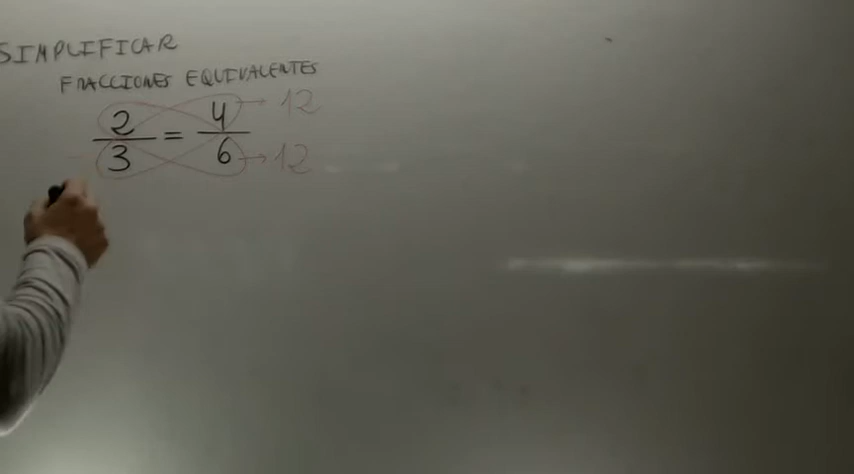 SIMPLIFICAR
FRACCIONES EQUIVALENTES
2/3 = 4/6 → 12
→ 12